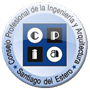 Consejo Profesional de la Ingeniería y Arquitectura
C P
I A
Santiago del Estero